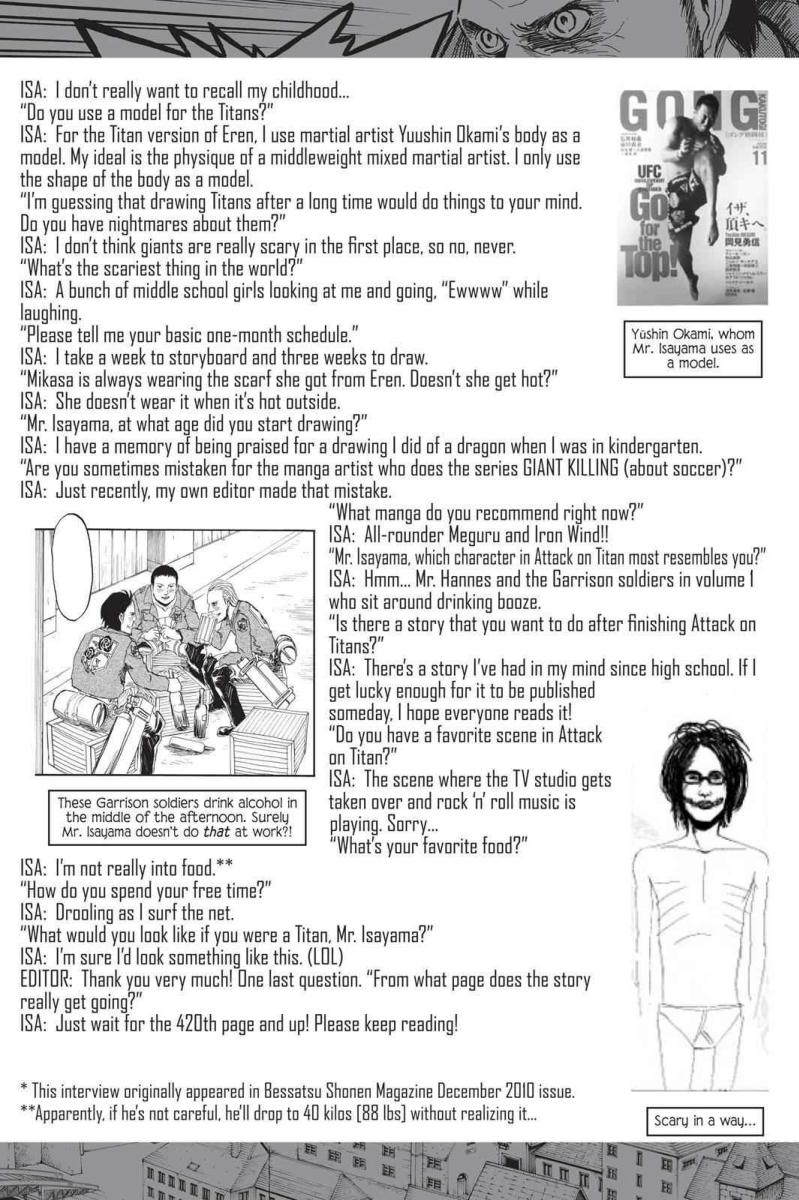 ISA: I don't really want to recall my childhood...
"Do you use a model for the Titans?"
ISA: For the Titan version of Eren, I use martial artist Yuushin Okami's body as a
model. My ideal is the physique of a middleweight mixed martial artist. I only use
the shape of the body as a model.
"I'm guessing that drawing Titans after a long time would do things to your mind.
Do you have nightmares about them?"
ISA: I don't think giants are really scary in the first place, so no, never.
"What's the scariest thing in the world?"
ISA: A bunch of middle school girls looking at me and going, "Ewwww" while
laughing.
"Please tell me your basic one-month schedule."
ISA: I take a week to storyboard and three weeks to draw.
"Mikasa is always wearing the scarf she got from Eren. Doesn't she get hot?"
ISA: She doesn't wear it when it's hot outside.
"Mr. Isayama, at what age did you start drawing?"
ISA: I have a memory of being praised for a drawing I did of a dragon when I was in kindergarten.
"Are you sometimes mistaken for the manga artist who does the series GIANT KILLING (about soccer)?"
ISA: Just recently, my own editor made that mistake.
GONG
KAKUTOGI
11
UFC
Go
for
the
Top!
イザ、
頂キへ
岡見勇信
Yūshin Okami, whom
Mr. Isayama uses as
a model.
"What manga do you recommend right now?"
ISA: All-rounder Meguru and Iron Wind!!
"Mr. Isayama, which character in Attack on Titan most resembles you?"
ISA: Hmm... Mr. Hannes and the Garrison soldiers in volume 1
who sit around drinking booze.
"Is there a story that you want to do after finishing Attack on
Titans?"
ISA: There's a story I've had in my mind since high school. If I
get lucky enough for it to be published
someday, I hope everyone reads it!
"Do you have a favorite scene in Attack
on Titan?"
ISA: The scene where the TV studio gets
taken over and rock 'n' roll music is
playing. Sorry...
"What's your favorite food?"
These Garrison soldiers drink alcohol in
the middle of the afternoon. Surely
Mr. Isayama doesn't do that at work?!
ISA: I'm not really into food.**
"How do you spend your free time?"
ISA: Drooling as I surf the net.
"What would you look like if you were a Titan, Mr. Isayama?"
ISA: I'm sure I'd look something like this. (LOL)
EDITOR: Thank you very much! One last question. "From what page does the story
really get going?"
ISA: Just wait for the 420th page and up! Please keep reading!
* This interview originally appeared in Bessatsu Shonen Magazine December 2010 issue.
**Apparently, if he's not careful, he'll drop to 40 kilos [88 lbs] without realizing it...
Scary in a way...